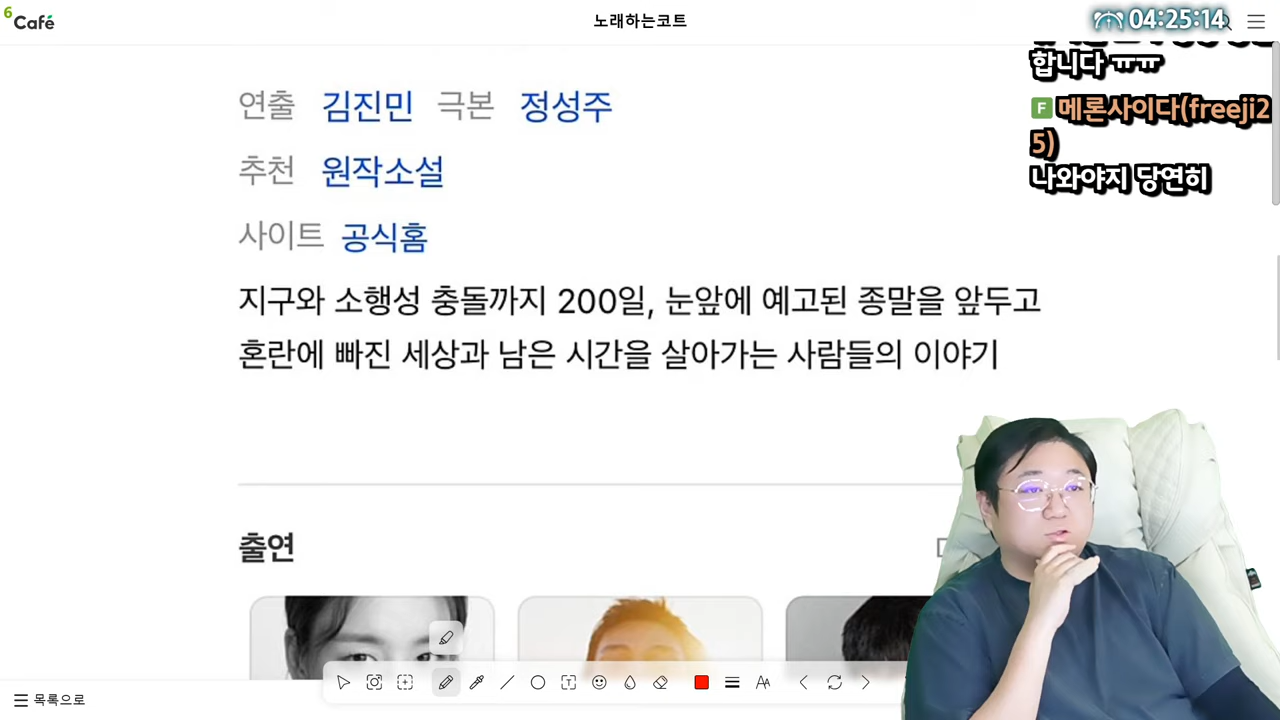 6
Café
노래하는코트
04:25:14
합니다 ㅠㅠ
F 메론사이다(freeji2
5)
나와야지 당연히
연출 김진민 극본 정성주
추천 원작소설
사이트 공식홈
지구와 소행성 충돌까지 200일, 눈앞에 예고된 종말을 앞두고
혼란에 빠진 세상과 남은 시간을 살아가는 사람들의 이야기
출연
목록으로